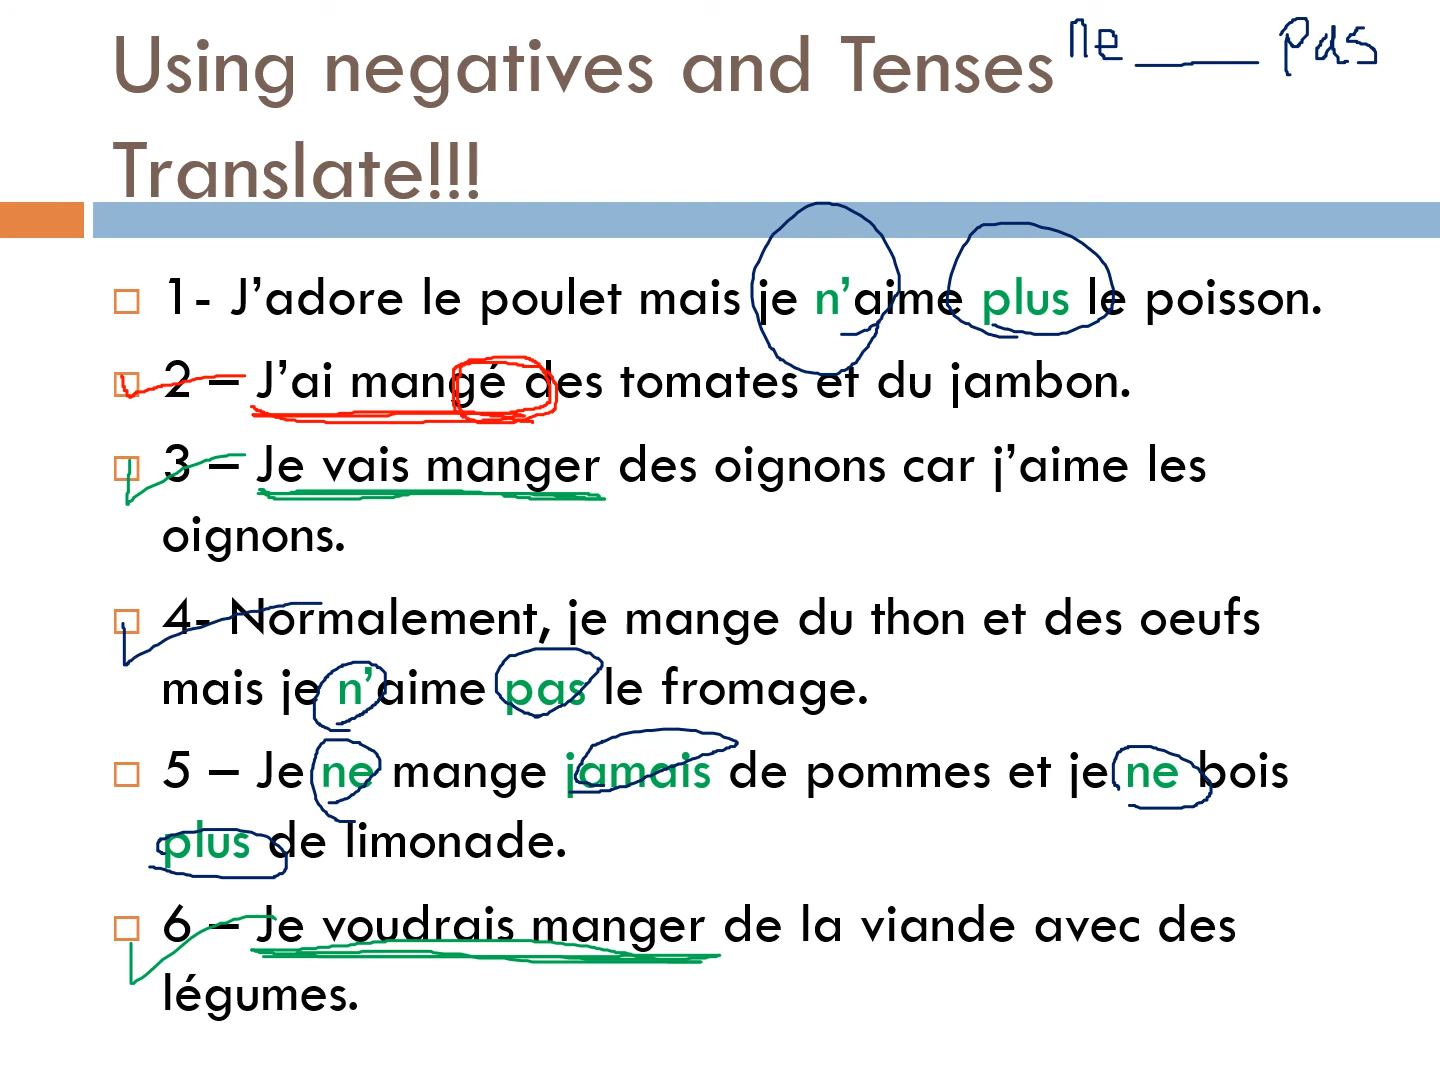 Using negatives and Tenses ne ____ pas
Translate!!!
1- J’adore le poulet mais je n’aime plus le poisson.
2 – J’ai mangé des tomates et du jambon.
3 – Je vais manger des oignons car j’aime les
oignons.
4- Normalement, je mange du thon et des oeufs
mais je n’aime pas le fromage.
5 – Je ne mange jamais de pommes et je ne bois
plus de limonade.
6 – Je voudrais manger de la viande avec des
légumes.